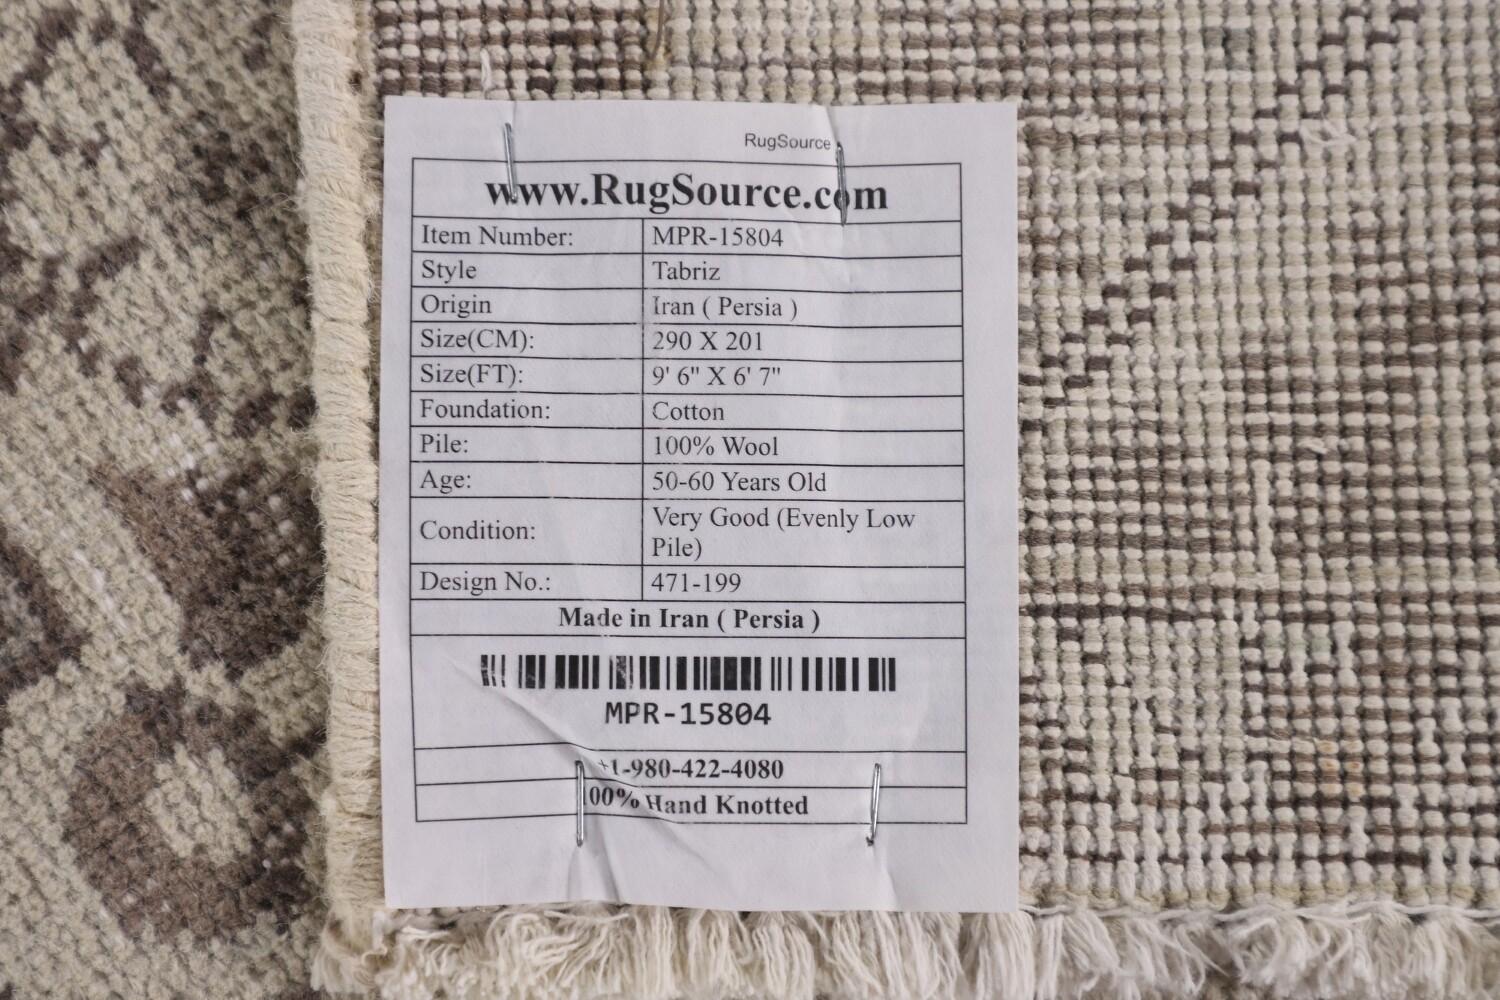 RugSource
www.RugSource.com
Item Number: MPR-15804
Style Tabriz
Origin Iran ( Persia )
Size(CM): 290 X 201
Size(FT): 9' 6" X 6' 7"
Foundation: Cotton
Pile: 100% Wool
Age: 50-60 Years Old
Condition: Very Good (Evenly Low
Pile)
Design No.: 471-199
Made in Iran ( Persia )
MPR-15804
+1-980-422-4080
100% Hand Knotted